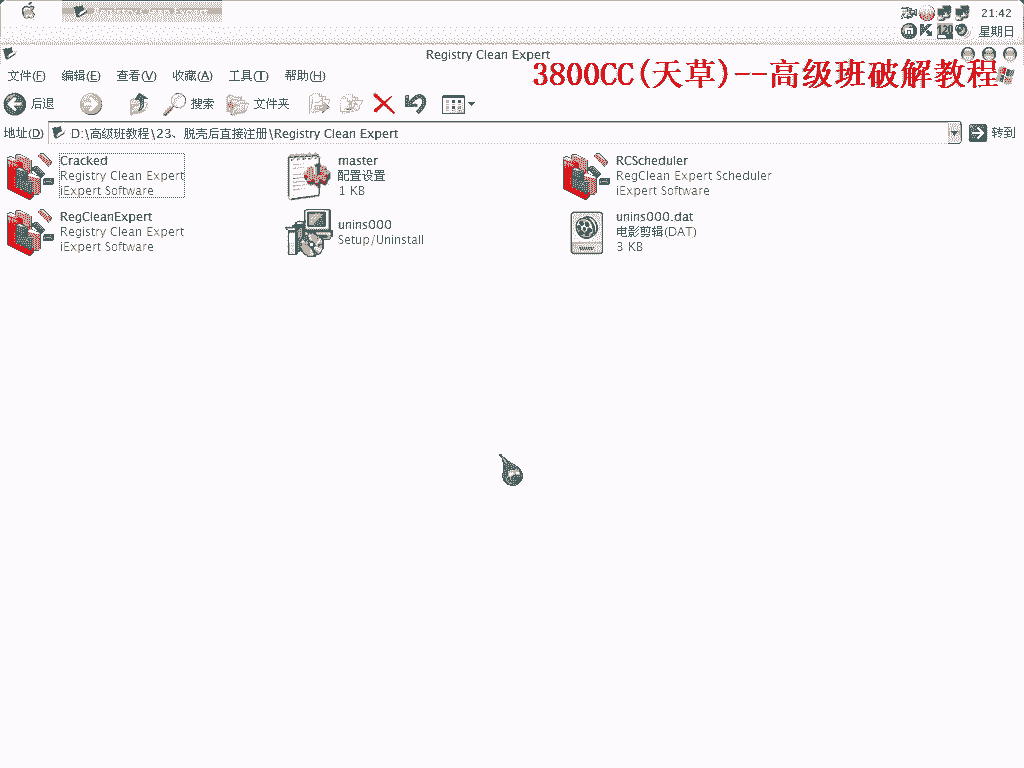 Registry Clean Expert
21:42
120
星期日
Registry Clean Expert
3800CC(天草)--高级班破解教程
文件(F) 编辑(E) 查看(V) 收藏(A) 工具(T) 帮助(H)
后退 搜索 文件夹
地址(D) D:\高级班教程\23、脱壳后直接注册\Registry Clean Expert 转到
Cracked
Registry Clean Expert
iExpert Software
master
配置设置
1 KB
RCScheduler
RegClean Expert Scheduler
iExpert Software
RegCleanExpert
Registry Clean Expert
iExpert Software
unins000
Setup/Uninstall
unins000.dat
电影剪辑(DAT)
3 KB